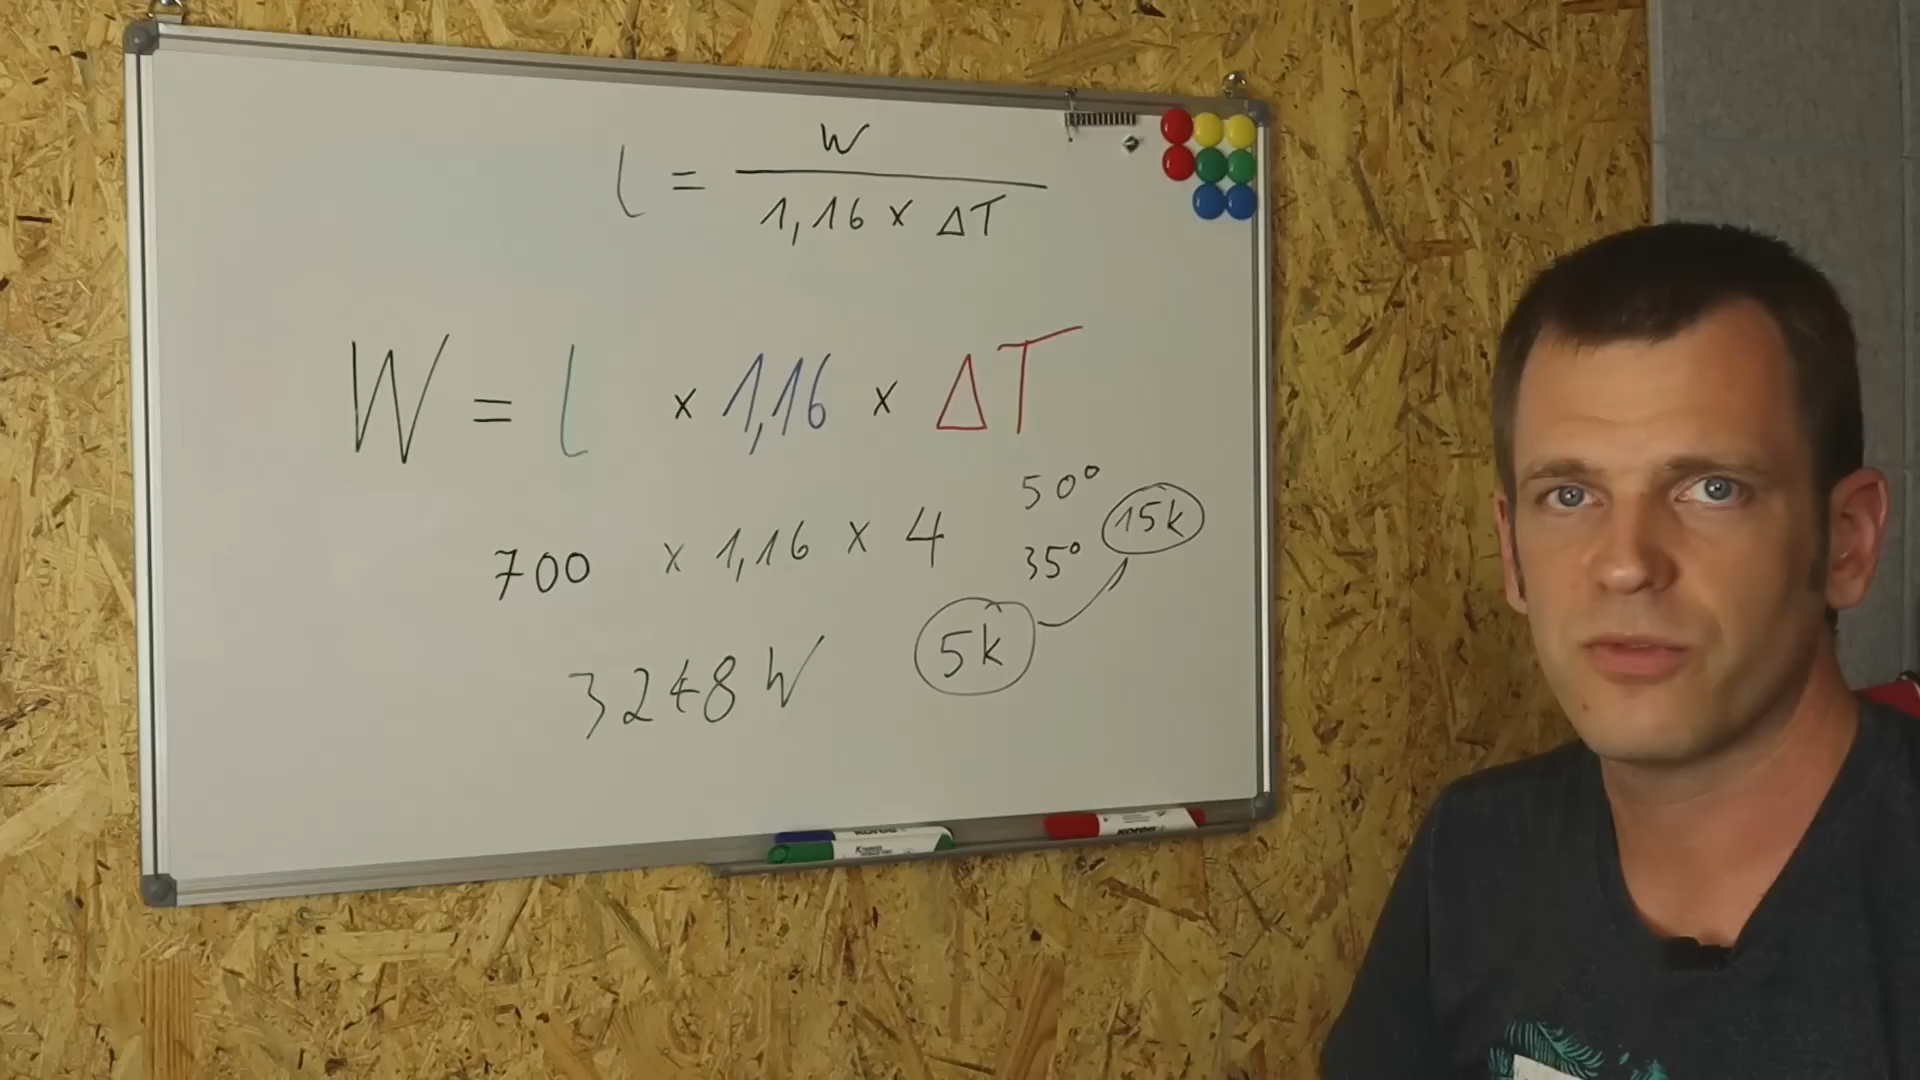 W
l = ―――
1,16 x ΔT
W = l x 1,16 x ΔT
50°
15k
700 x 1,16 x 4
35°
5k
3248 W